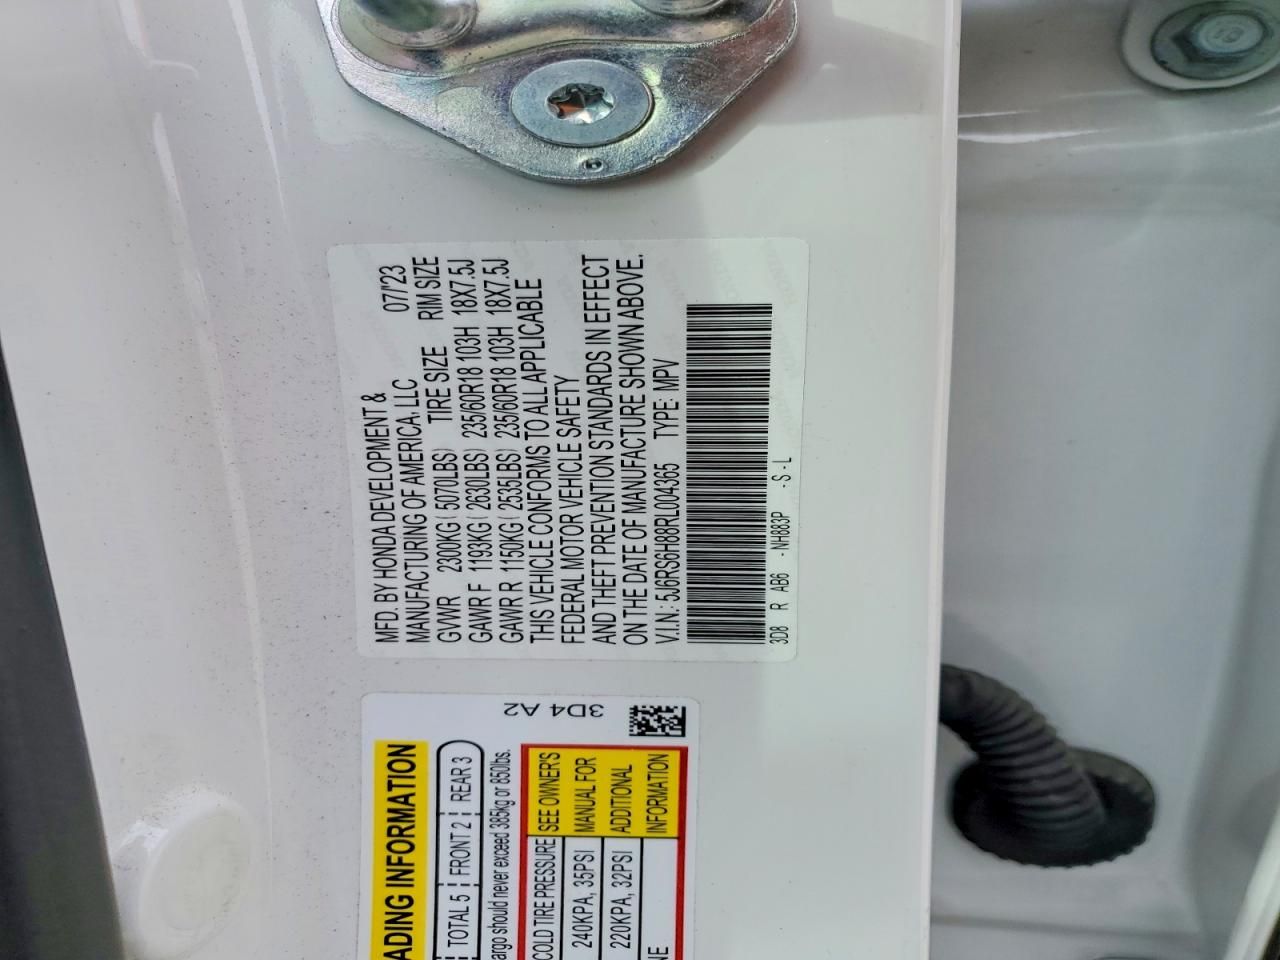 MFD. BY HONDA DEVELOPMENT &
MANUFACTURING OF AMERICA, LLC 07/'23
GVWR 2300KG( 5070LBS) TIRE SIZE RIM SIZE
GAWR F 1193KG( 2630LBS) 235/60R18 103H 18X7.5J
GAWR R 1150KG( 2535LBS) 235/60R18 103H 18X7.5J
THIS VEHICLE CONFORMS TO ALL APPLICABLE
FEDERAL MOTOR VEHICLE SAFETY
AND THEFT PREVENTION STANDARDS IN EFFECT
ON THE DATE OF MANUFACTURE SHOWN ABOVE.
V.I.N.: 5J6RS6H88RL004365 TYPE: MPV
3D8 R AB6 -NH883P -S-L
3D4 A2
ADING INFORMATION
TOTAL 5 FRONT 2 REAR 3
argo should never exceed 385kg or 850lbs.
COLD TIRE PRESSURE SEE OWNER'S
240KPA, 35PSI MANUAL FOR
220KPA, 32PSI ADDITIONAL
NE INFORMATION